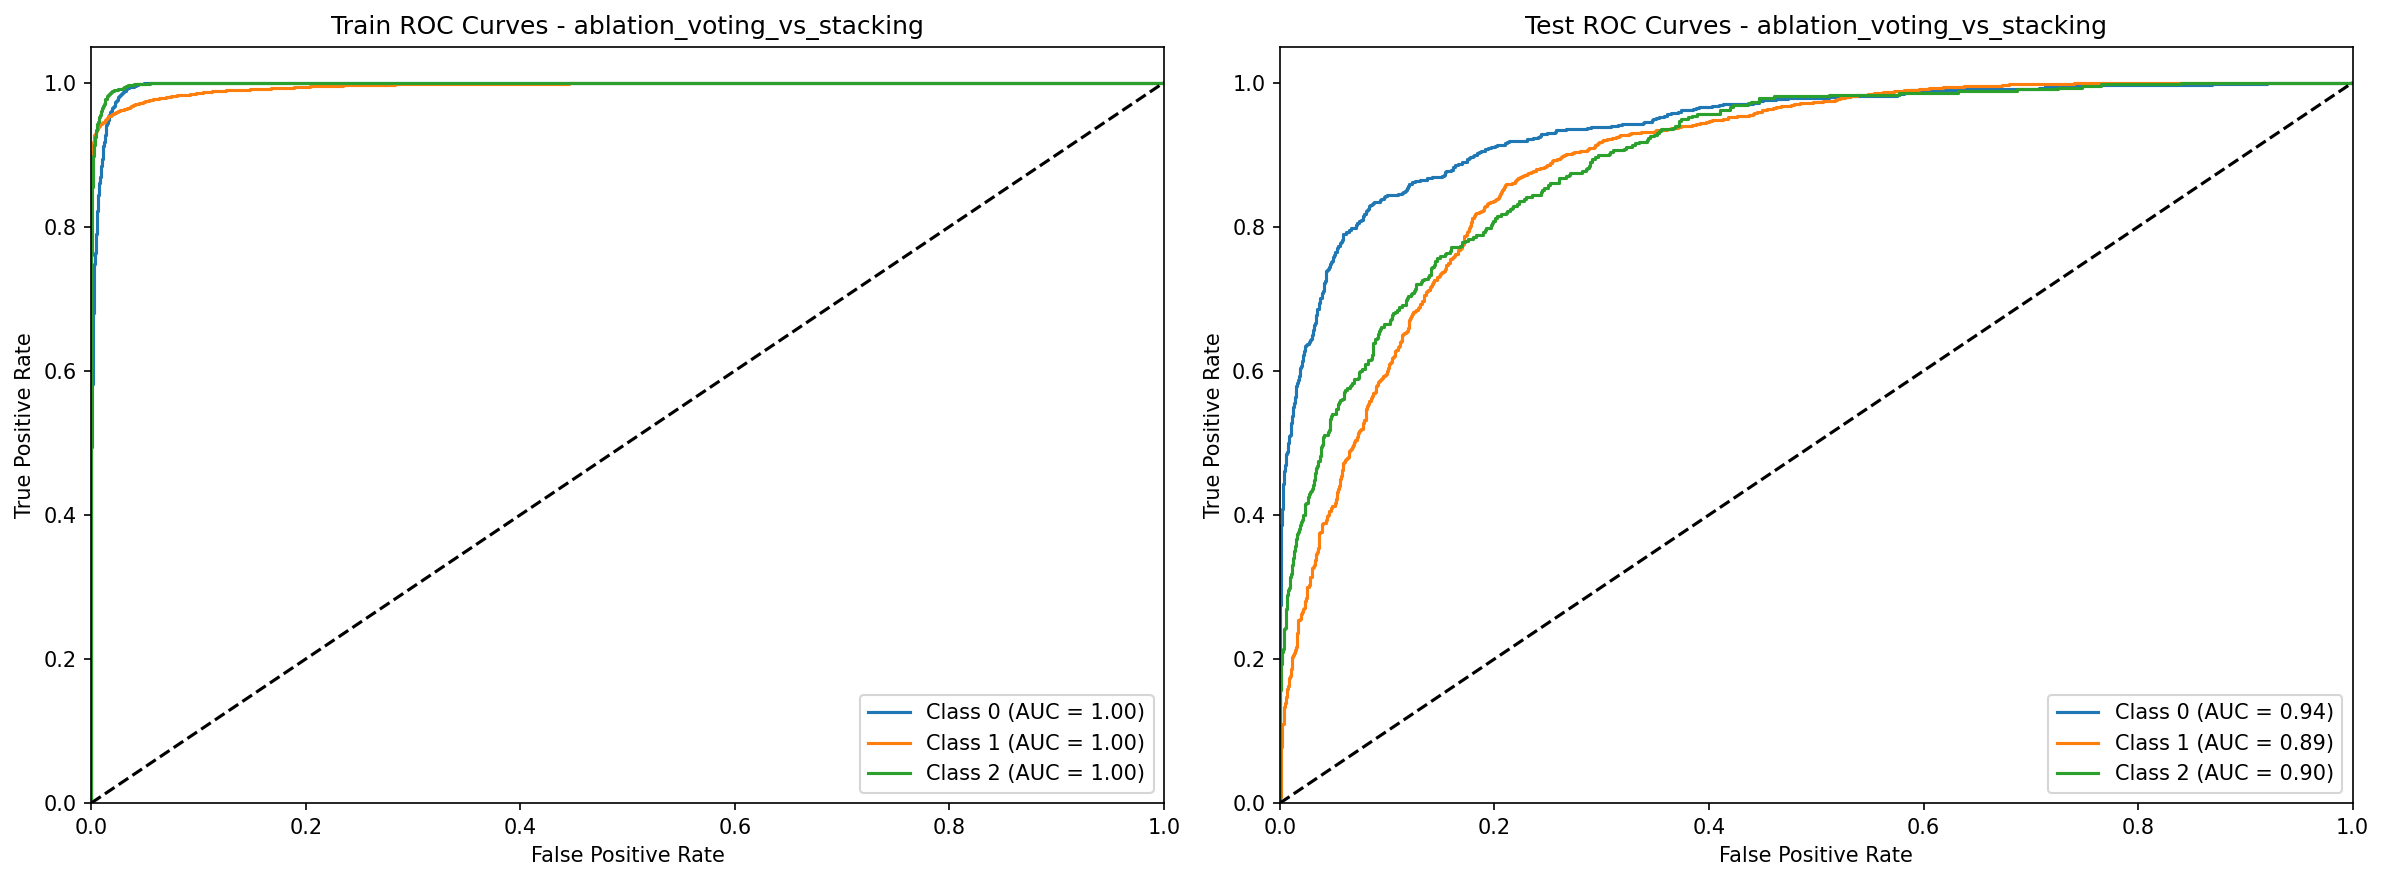 Train ROC Curves - ablation_voting_vs_stacking
True Positive Rate
1.0
0.8
0.6
0.4
0.2
0.0
0.0 0.2 0.4 0.6 0.8 1.0
False Positive Rate
Class 0 (AUC = 1.00)
Class 1 (AUC = 1.00)
Class 2 (AUC = 1.00)
Test ROC Curves - ablation_voting_vs_stacking
True Positive Rate
1.0
0.8
0.6
0.4
0.2
0.0
0.0 0.2 0.4 0.6 0.8 1.0
False Positive Rate
Class 0 (AUC = 0.94)
Class 1 (AUC = 0.89)
Class 2 (AUC = 0.90)